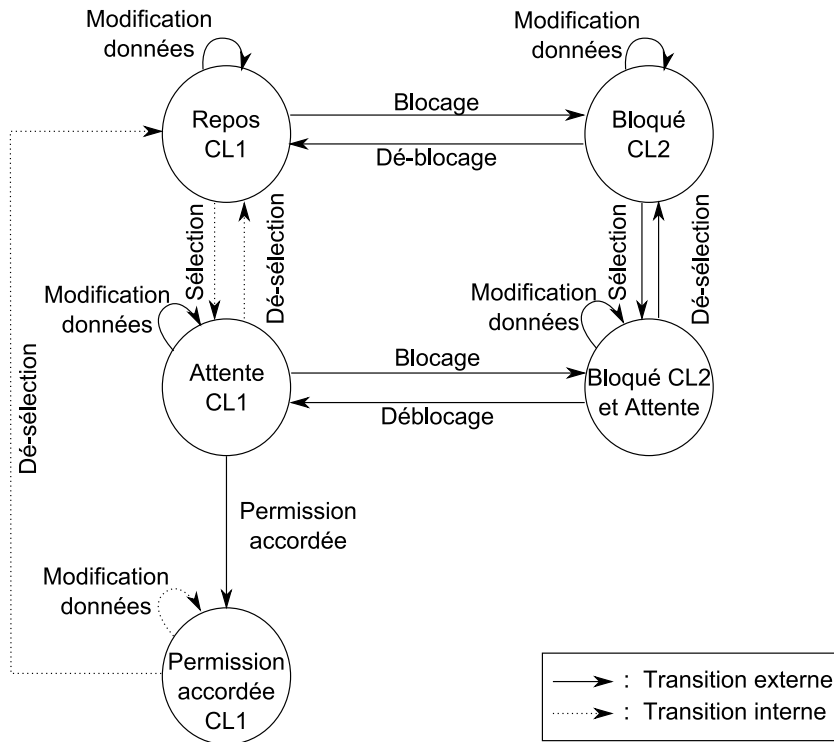 Modification
données
Modification
données
Repos
CL1
Blocage
Dé-blocage
Bloqué
CL2
Sélection
Dé-sélection
Sélection
Dé-sélection
Modification
données
Modification
données
Attente
CL1
Blocage
Déblocage
Bloqué CL2
et Attente
Dé-sélection
Permission
accordée
Modification
données
Permission
accordée
CL1
: Transition externe
: Transition interne